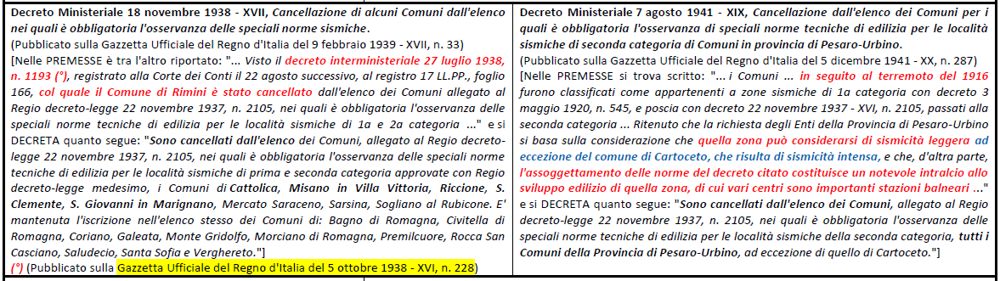 Decreto Ministeriale 18 novembre 1938 - XVII, Cancellazione di alcuni Comuni dall'elenco
nei quali è obbligatoria l'osservanza delle speciali norme sismiche.
(Pubblicato sulla Gazzetta Ufficiale del Regno d'Italia del 9 febbraio 1939 - XVII, n. 33)
[Nelle PREMESSE è tra l'altro riportato: "... Visto il decreto interministeriale 27 luglio 1938,
n. 1193 (°), registrato alla Corte dei Conti il 22 agosto successivo, al registro 17 LL.PP., foglio
166, col quale il Comune di Rimini è stato cancellato dall'elenco dei Comuni allegato al
Regio decreto-legge 22 novembre 1937, n. 2105, nei quali è obbligatoria l'osservanza delle
speciali norme tecniche di edilizia per le località sismiche di 1a e 2a categoria ..." e si
DECRETA quanto segue: "Sono cancellati dall'elenco dei Comuni, allegato al Regio decreto-
legge 22 novembre 1937, n. 2105, nei quali è obbligatoria l'osservanza delle speciali norme
tecniche di edilizia per le località sismiche di prima e seconda categoria approvate con Regio
decreto-legge medesimo, i Comuni di Cattolica, Misano in Villa Vittoria, Riccione, S.
Clemente, S. Giovanni in Marignano, Mercato Saraceno, Sarsina, Sogliano al Rubicone. E'
mantenuta l'iscrizione nell'elenco stesso dei Comuni di: Bagno di Romagna, Civitella di
Romagna, Coriano, Galeata, Monte Gridolfo, Morciano di Romagna, Premilcuore, Rocca San
Casciano, Saludecio, Santa Sofia e Verghereto."]
(°) (Pubblicato sulla Gazzetta Ufficiale del Regno d'Italia del 5 ottobre 1938 - XVI, n. 228)
Decreto Ministeriale 7 agosto 1941 - XIX, Cancellazione dall'elenco dei Comuni per i
quali è obbligatoria l'osservanza di speciali norme tecniche di edilizia per le località
sismiche di seconda categoria di Comuni in provincia di Pesaro-Urbino.
(Pubblicato sulla Gazzetta Ufficiale del Regno d'Italia del 5 dicembre 1941 - XX, n. 287)
[Nelle PREMESSE si trova scritto: "... i Comuni ... in seguito al terremoto del 1916
furono classificati come appartenenti a zone sismiche di 1a categoria con decreto 3
maggio 1920, n. 545, e poscia con decreto 22 novembre 1937 - XVI, n. 2105, passati alla
seconda categoria ... Ritenuto che la richiesta degli Enti della Provincia di Pesaro-Urbino
si basa sulla considerazione che quella zona può considerarsi di sismicità leggera ad
eccezione del comune di Cartoceto, che risulta di sismicità intensa, e che, d'altra parte,
l'assoggettamento delle norme del decreto citato costituisce un notevole intralcio allo
sviluppo edilizio di quella zona, di cui vari centri sono importanti stazioni balneari ..."
e si DECRETA quanto segue: "Sono cancellati dall'elenco dei Comuni, allegato al Regio
decreto-legge 22 novembre 1937, n. 2105, nei quali è obbligatoria l'osservanza delle
speciali norme tecniche di edilizia per le località sismiche della seconda categoria, tutti i
Comuni della Provincia di Pesaro-Urbino, ad eccezione di quello di Cartoceto."]